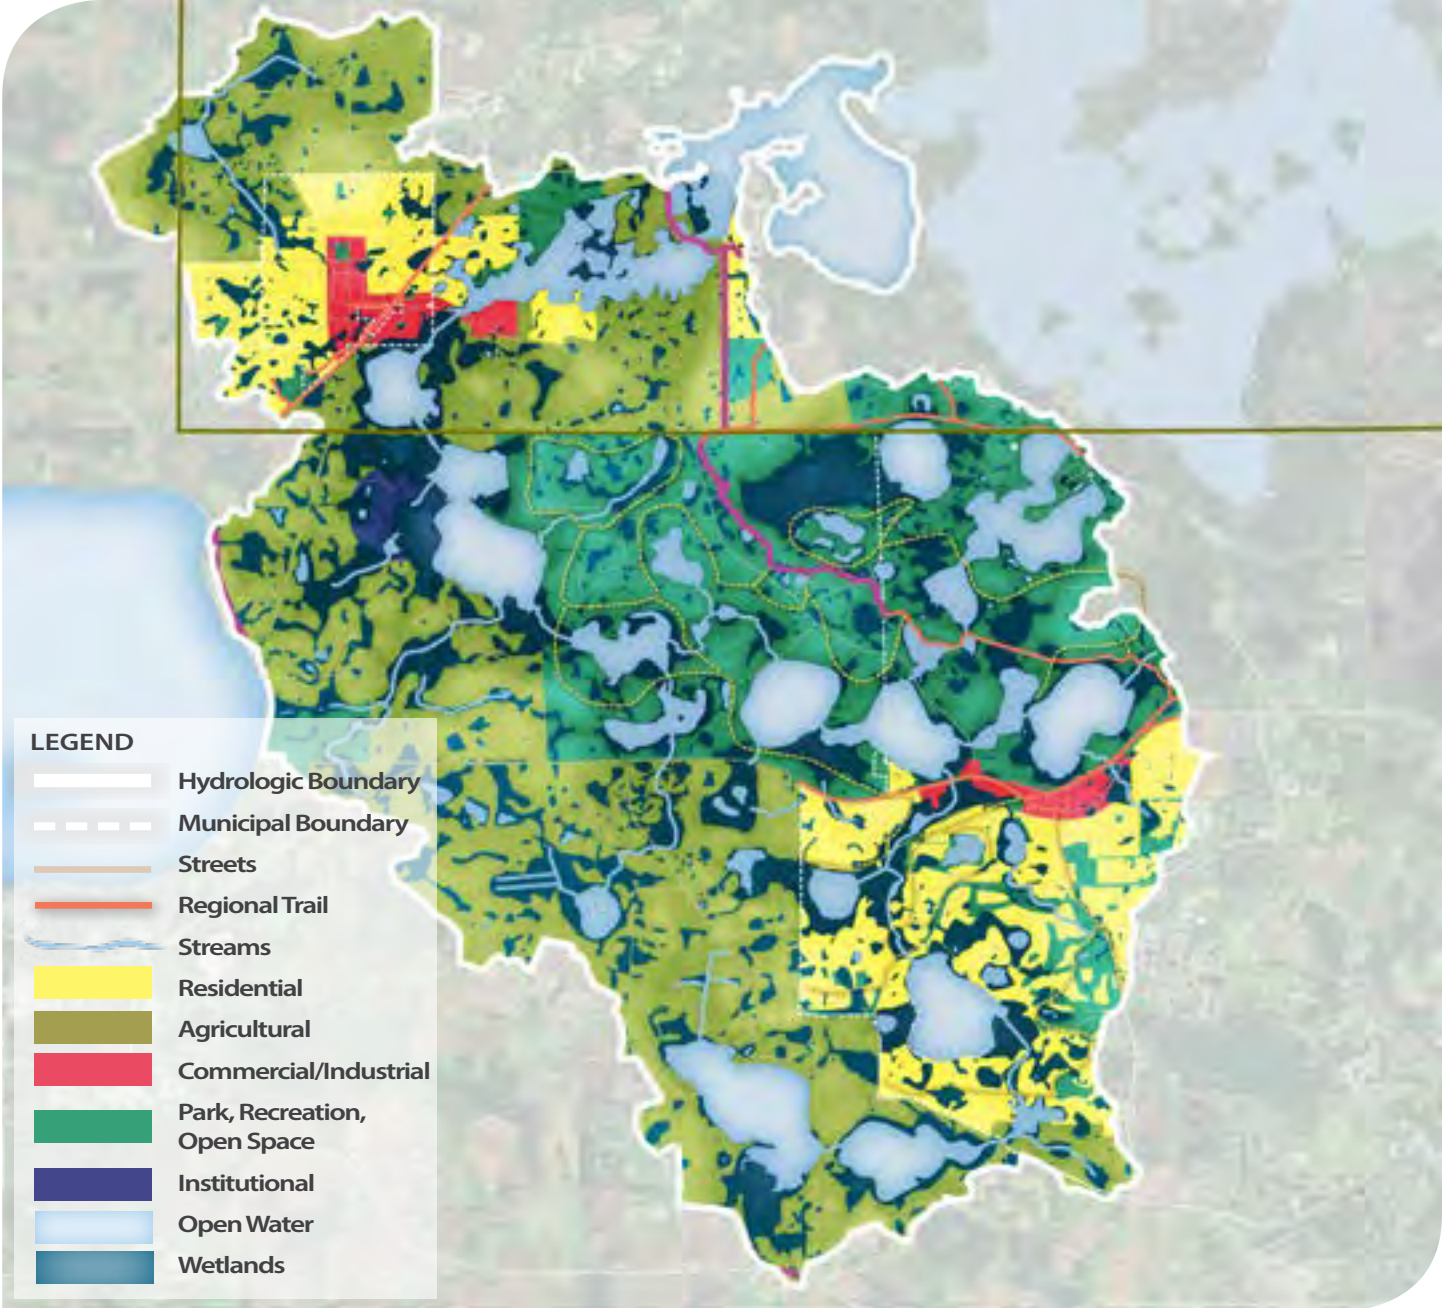 LEGEND
Hydrologic Boundary
Municipal Boundary
Streets
Regional Trail
Streams
Residential
Agricultural
Commercial/Industrial
Park, Recreation,
Open Space
Institutional
Open Water
Wetlands